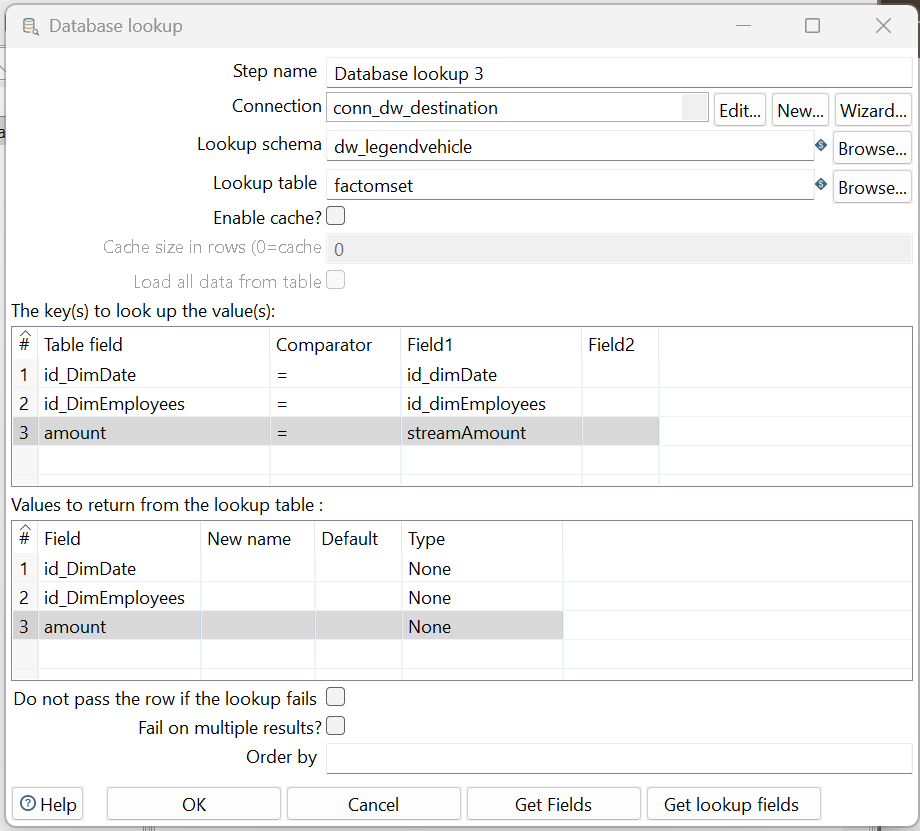 Database lookup
Step name Database lookup 3
Connection conn_dw_destination Edit... New... Wizard...
Lookup schema dw_legendvehicle Browse...
Lookup table factomset Browse...
Enable cache?
Cache size in rows (0=cache 0
Load all data from table
The key(s) to look up the value(s):
# Table field Comparator Field1 Field2
1 id_DimDate = id_dimDate
2 id_DimEmployees = id_dimEmployees
3 amount = streamAmount
Values to return from the lookup table :
# Field New name Default Type
1 id_DimDate None
2 id_DimEmployees None
3 amount None
Do not pass the row if the lookup fails
Fail on multiple results?
Order by
Help OK Cancel Get Fields Get lookup fields